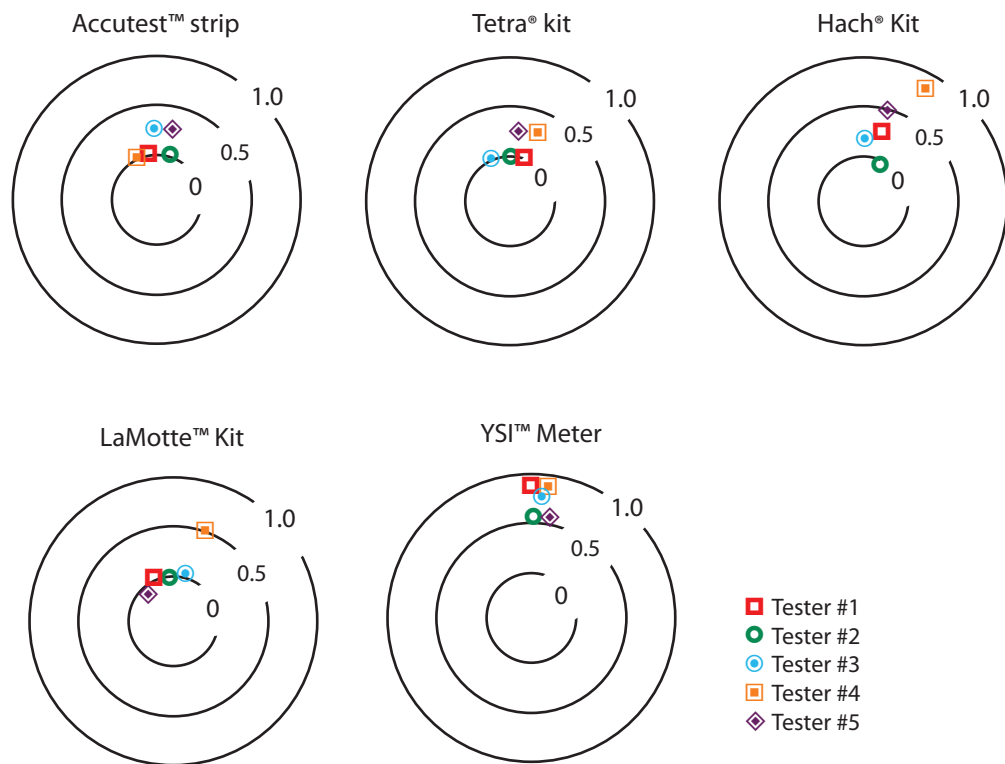 Accutest™ strip
Tetra® kit
Hach® Kit
1.0
0.5
0
1.0
0.5
0
1.0
0.5
0
LaMotte™ Kit
YSI™ Meter
1.0
0.5
0
1.0
0.5
0
Tester #1
Tester #2
Tester #3
Tester #4
Tester #5